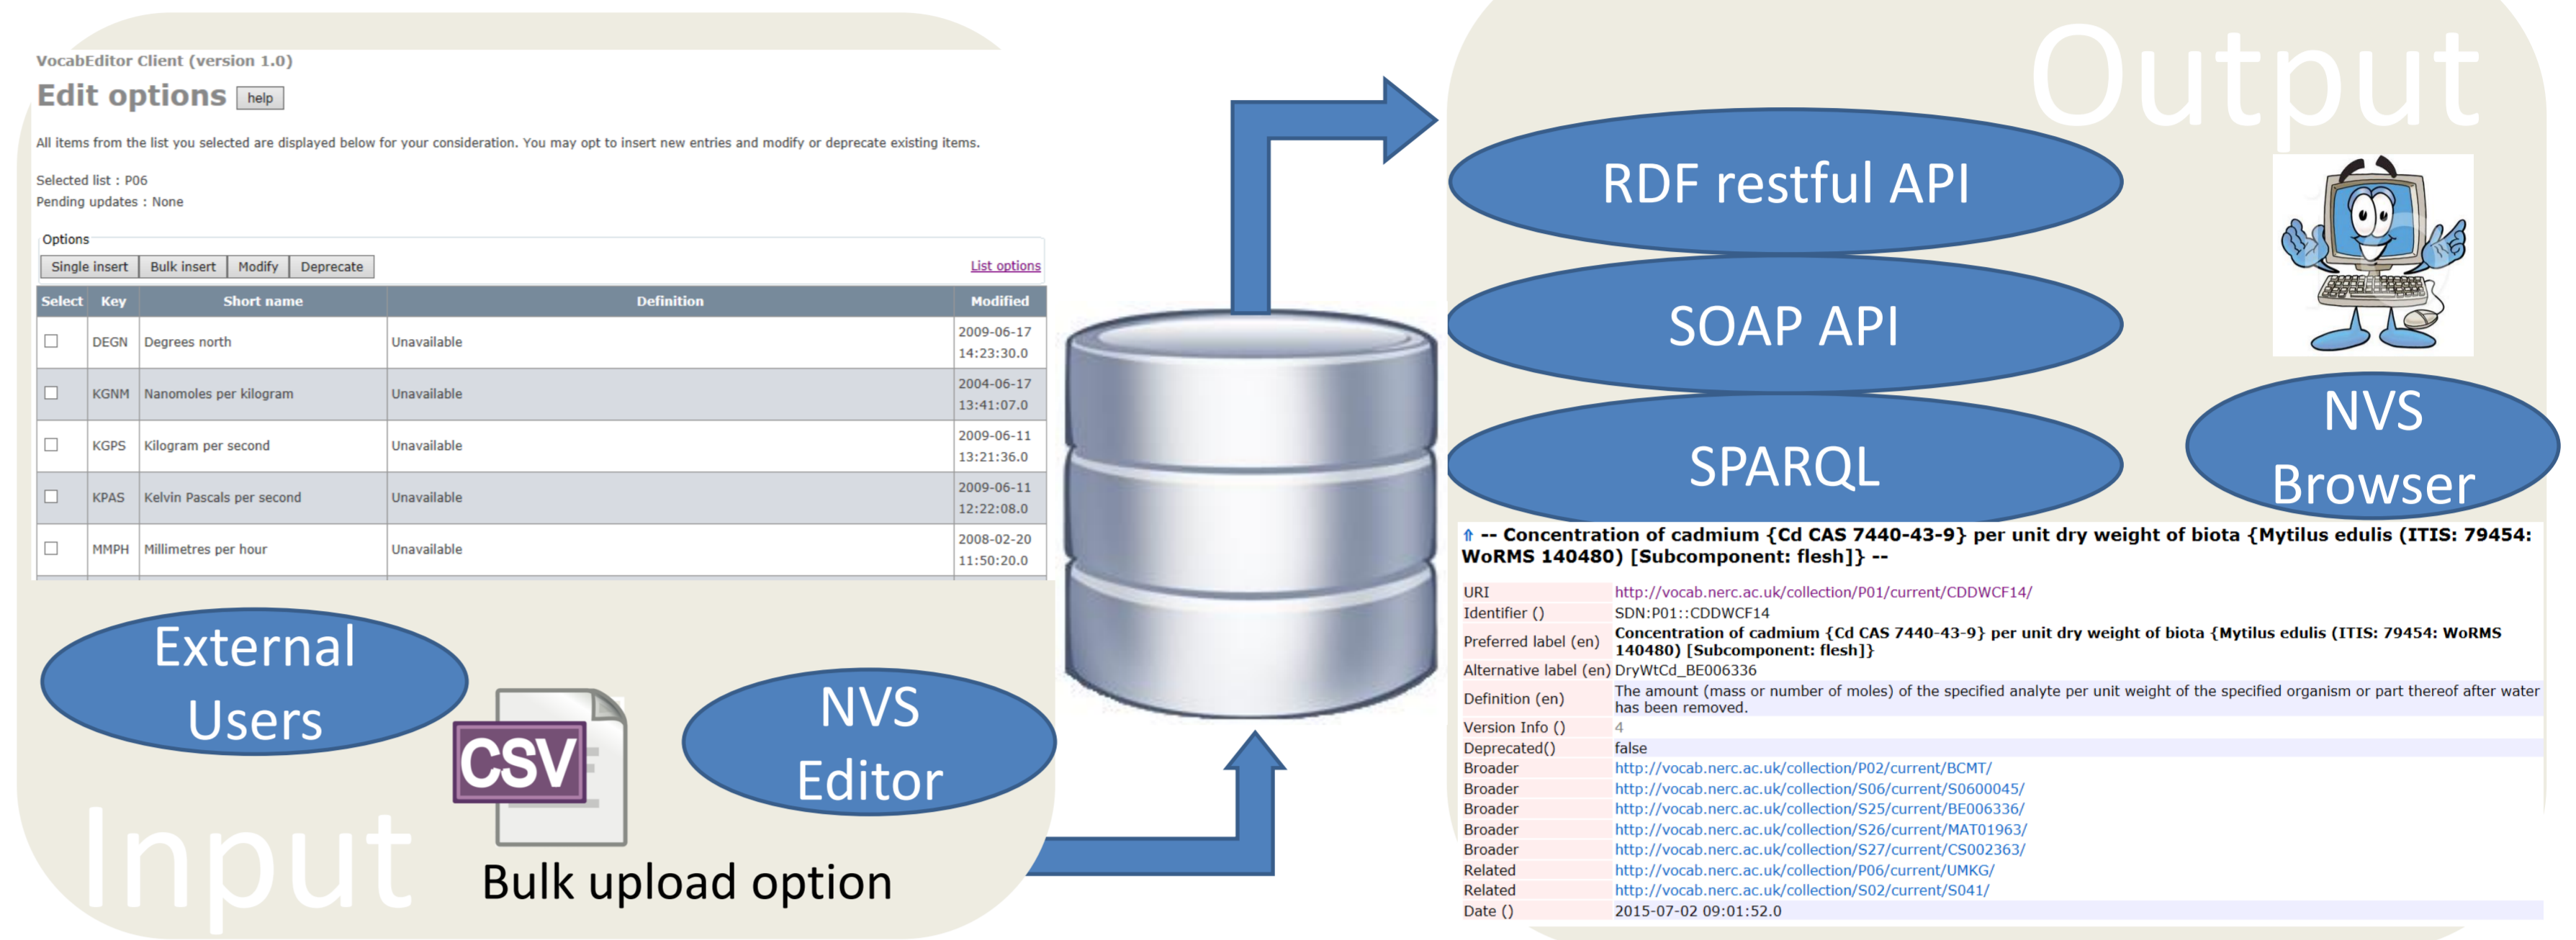 VocabEditor Client (version 1.0)
Edit options help
All items from the list you selected are displayed below for your consideration. You may opt to insert new entries and modify or deprecate existing items.
Selected list : P06
Pending updates : None
Options
Single insert Bulk insert Modify Deprecate List options
Select Key Short name Definition Modified
DEGN Degrees north Unavailable 2009-06-17
14:23:30.0
KGNM Nanomoles per kilogram Unavailable 2004-06-17
13:41:07.0
KGPS Kilogram per second Unavailable 2009-06-11
13:21:36.0
KPAS Kelvin Pascals per second Unavailable 2009-06-11
12:22:08.0
MMPH Millimetres per hour Unavailable 2008-02-20
11:50:20.0
External
Users
CSV
NVS
Editor
Input
Bulk upload option
Output
RDF restful API
SOAP API
SPARQL
NVS
Browser
⇑ -- Concentration of cadmium {Cd CAS 7440-43-9} per unit dry weight of biota {Mytilus edulis (ITIS: 79454:
WoRMS 140480) [Subcomponent: flesh]} --
URI http://vocab.nerc.ac.uk/collection/P01/current/CDDWCF14/
Identifier () SDN:P01::CDDWCF14
Preferred label (en) Concentration of cadmium {Cd CAS 7440-43-9} per unit dry weight of biota {Mytilus edulis (ITIS: 79454: WoRMS
140480) [Subcomponent: flesh]}
Alternative label (en) DryWtCd_BE006336
Definition (en) The amount (mass or number of moles) of the specified analyte per unit weight of the specified organism or part thereof after water
has been removed.
Version Info () 4
Deprecated() false
Broader http://vocab.nerc.ac.uk/collection/P02/current/BCMT/
Broader http://vocab.nerc.ac.uk/collection/S06/current/S0600045/
Broader http://vocab.nerc.ac.uk/collection/S25/current/BE006336/
Broader http://vocab.nerc.ac.uk/collection/S26/current/MAT01963/
Broader http://vocab.nerc.ac.uk/collection/S27/current/CS002363/
Related http://vocab.nerc.ac.uk/collection/P06/current/UMKG/
Related http://vocab.nerc.ac.uk/collection/S02/current/S041/
Date () 2015-07-02 09:01:52.0